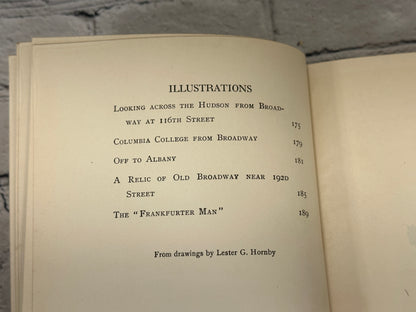 ILLUSTRATIONS
Looking across the Hudson from Broad-
way at 116th Street 175
Columbia College from Broadway 179
Off to Albany 181
A Relic of Old Broadway near 192d
Street 185
The "Frankfurter Man" 189
From drawings by Lester G. Hornby